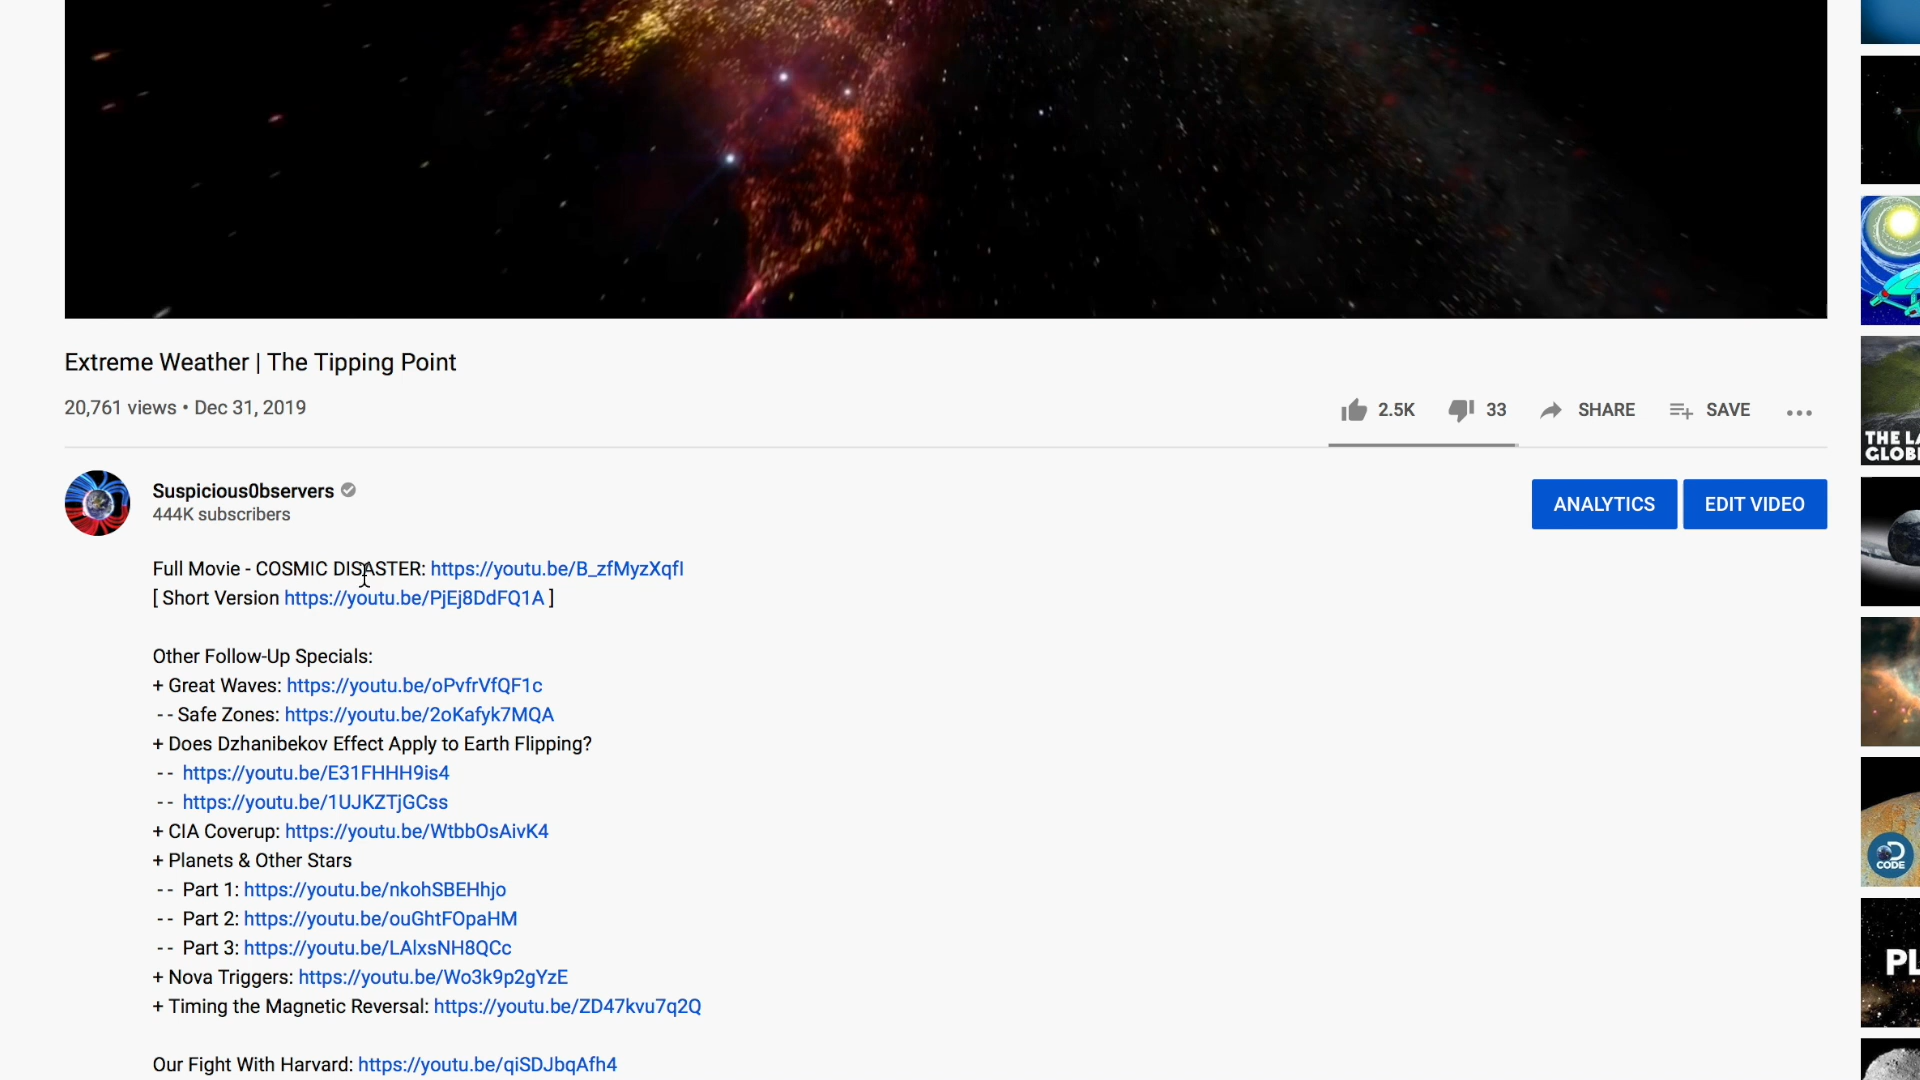 Extreme Weather | The Tipping Point
20,761 views • Dec 31, 2019
2.5K
33
SHARE
SAVE
Suspicious0bservers
444K subscribers
ANALYTICS
EDIT VIDEO
Full Movie - COSMIC DISASTER: https://youtu.be/B_zfMyzXqfI
[ Short Version https://youtu.be/PjEj8DdFQ1A ]
Other Follow-Up Specials:
+ Great Waves: https://youtu.be/oPvfrVfQF1c
-- Safe Zones: https://youtu.be/2oKafyk7MQA
+ Does Dzhanibekov Effect Apply to Earth Flipping?
-- https://youtu.be/E31FHHH9is4
-- https://youtu.be/1UJKZTjGCss
+ CIA Coverup: https://youtu.be/WtbbOsAivK4
+ Planets & Other Stars
-- Part 1: https://youtu.be/nkohSBEHhjo
-- Part 2: https://youtu.be/ouGhtFOpaHM
-- Part 3: https://youtu.be/LAlxsNH8QCc
+ Nova Triggers: https://youtu.be/Wo3k9p2gYzE
+ Timing the Magnetic Reversal: https://youtu.be/ZD47kvu7q2Q
Our Fight With Harvard: https://youtu.be/qiSDJbqAfh4
THE LA
GLOB
CODE
PL